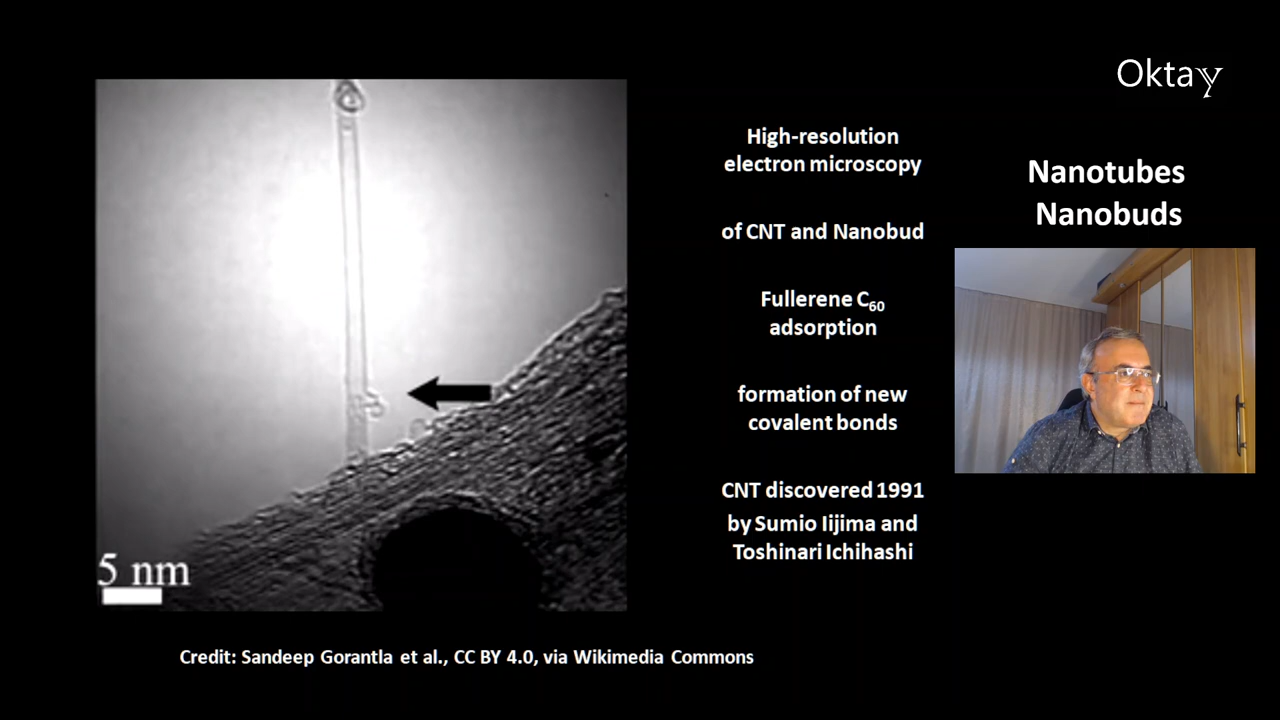 Oktay
Nanotubes
Nanobuds
High-resolution
electron microscopy
of CNT and Nanobud
Fullerene C₆₀
adsorption
formation of new
covalent bonds
CNT discovered 1991
by Sumio Iijima and
Toshinari Ichihashi
5 nm
Credit: Sandeep Gorantla et al., CC BY 4.0, via Wikimedia Commons